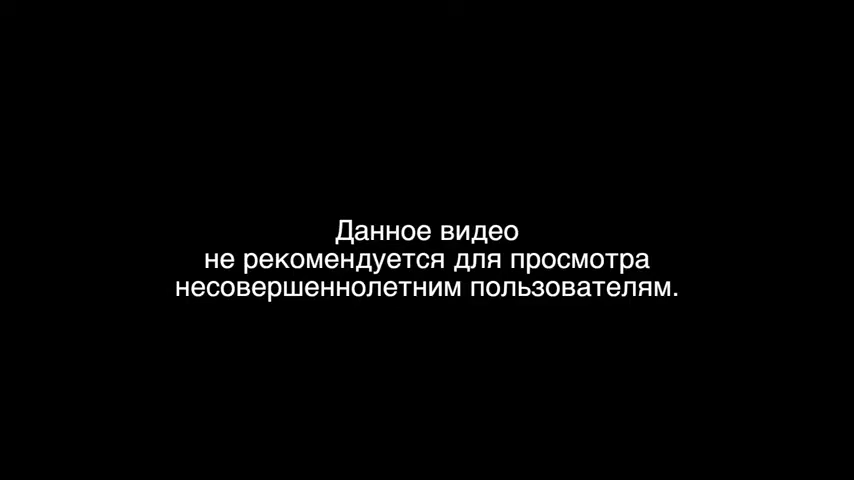 Данное видео
не рекомендуется для просмотра
несовершеннолетним пользователям.